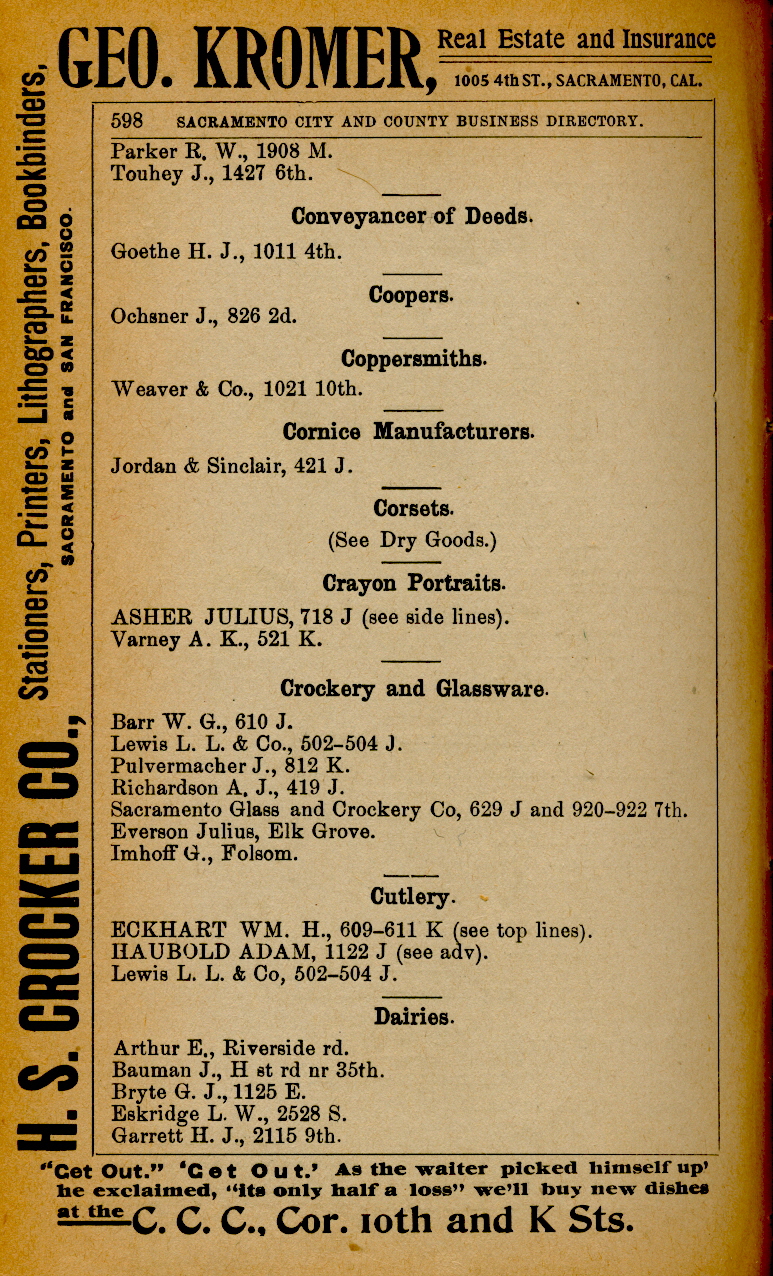 GEO. KROMER,
Real Estate and Insurance
1005 4th ST., SACRAMENTO, CAL.
H. S. CROCKER CO., Stationers, Printers, Lithographers, Bookbinders,
SACRAMENTO and SAN FRANCISCO.
598 SACRAMENTO CITY AND COUNTY BUSINESS DIRECTORY.
Parker R. W., 1908 M.
Touhey J., 1427 6th.
Conveyancer of Deeds.
Goethe H. J., 1011 4th.
Coopers.
Ochsner J., 826 2d.
Coppersmiths.
Weaver & Co., 1021 10th.
Cornice Manufacturers.
Jordan & Sinclair, 421 J.
Corsets.
(See Dry Goods.)
Crayon Portraits.
ASHER JULIUS, 718 J (see side lines).
Varney A. K., 521 K.
Crockery and Glassware.
Barr W. G., 610 J.
Lewis L. L. & Co., 502–504 J.
Pulvermacher J., 812 K.
Richardson A. J., 419 J.
Sacramento Glass and Crockery Co, 629 J and 920–922 7th.
Everson Julius, Elk Grove.
Imhoff G., Folsom.
Cutlery.
ECKHART WM. H., 609–611 K (see top lines).
HAUBOLD ADAM, 1122 J (see adv).
Lewis L. L. & Co, 502–504 J.
Dairies.
Arthur E., Riverside rd.
Bauman J., H st rd nr 35th.
Bryte G. J., 1125 E.
Eskridge L. W., 2528 S.
Garrett H. J., 2115 9th.
"Get Out." 'Get Out.' As the waiter picked himself up'
he exclaimed, "its only half a loss" we'll buy new dishes
at the C. C. C., Cor. 10th and K Sts.